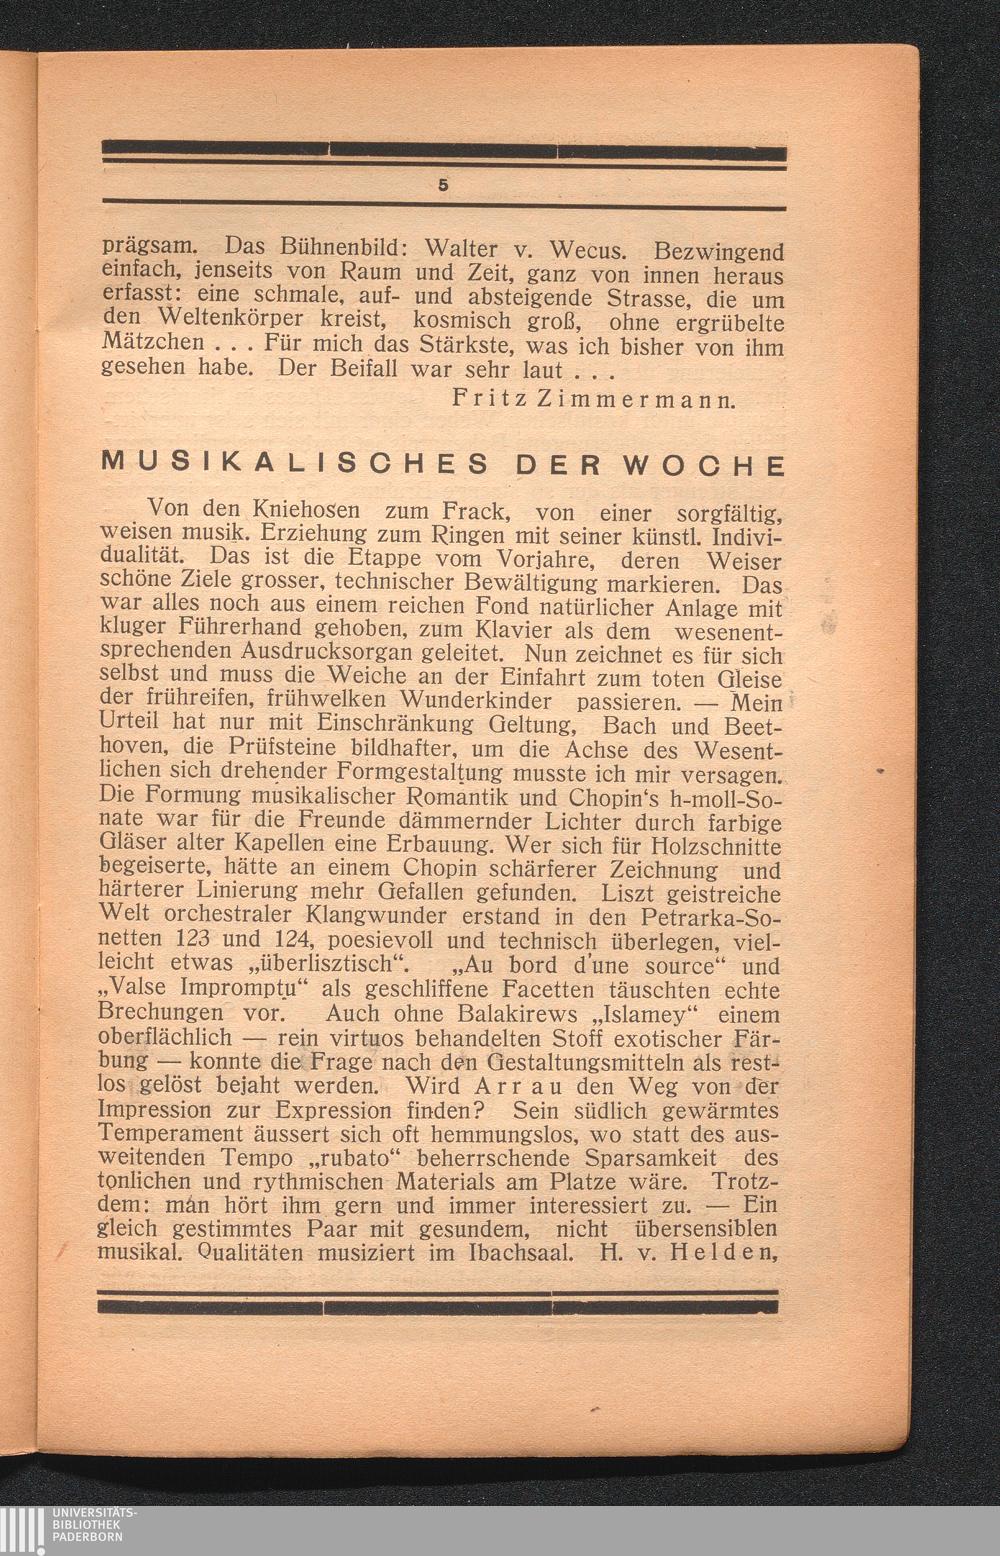 5
prägsam. Das Bühnenbild: Walter v. Wecus. Bezwingend
einfach, jenseits von Raum und Zeit, ganz von innen heraus
erfasst: eine schmale, auf- und absteigende Strasse, die um
den Weltenkörper kreist, kosmisch groß, ohne ergrübelte
Mätzchen . . . Für mich das Stärkste, was ich bisher von ihm
gesehen habe. Der Beifall war sehr laut . . .
Fritz Zimmermann.
MUSIKALISCHES DER WOCHE
Von den Kniehosen zum Frack, von einer sorgfältig,
weisen musik. Erziehung zum Ringen mit seiner künstl. Indivi-
dualität. Das ist die Etappe vom Vorjahre, deren Weiser
schöne Ziele grosser, technischer Bewältigung markieren. Das
war alles noch aus einem reichen Fond natürlicher Anlage mit
kluger Führerhand gehoben, zum Klavier als dem wesenent-
sprechenden Ausdrucksorgan geleitet. Nun zeichnet es für sich
selbst und muss die Weiche an der Einfahrt zum toten Gleise
der frühreifen, frühwelken Wunderkinder passieren. — Mein
Urteil hat nur mit Einschränkung Geltung, Bach und Beet-
hoven, die Prüfsteine bildhafter, um die Achse des Wesent-
lichen sich drehender Formgestaltung musste ich mir versagen.
Die Formung musikalischer Romantik und Chopin‘s h-moll-So-
nate war für die Freunde dämmernder Lichter durch farbige
Gläser alter Kapellen eine Erbauung. Wer sich für Holzschnitte
begeiserte, hätte an einem Chopin schärferer Zeichnung und
härterer Linierung mehr Gefallen gefunden. Liszt geistreiche
Welt orchestraler Klangwunder erstand in den Petrarka-So-
netten 123 und 124, poesievoll und technisch überlegen, viel-
leicht etwas „überlisztisch“. „Au bord d'une source“ und
„Valse Impromptu“ als geschliffene Facetten täuschten echte
Brechungen vor. Auch ohne Balakirews „Islamey“ einem
oberflächlich — rein virtuos behandelten Stoff exotischer Fär-
bung — konnte die Frage nach den Gestaltungsmitteln als rest-
los gelöst bejaht werden. Wird Arrau den Weg von der
Impression zur Expression finden? Sein südlich gewärmtes
Temperament äussert sich oft hemmungslos, wo statt des aus-
weitenden Tempo „rubato“ beherrschende Sparsamkeit des
tonlichen und rythmischen Materials am Platze wäre. Trotz-
dem: man hört ihm gern und immer interessiert zu. — Ein
gleich gestimmtes Paar mit gesundem, nicht übersensiblen
musikal. Qualitäten musiziert im Ibachsaal. H. v. Helden,
UNIVERSITÄTS-
BIBLIOTHEK
PADERBORN